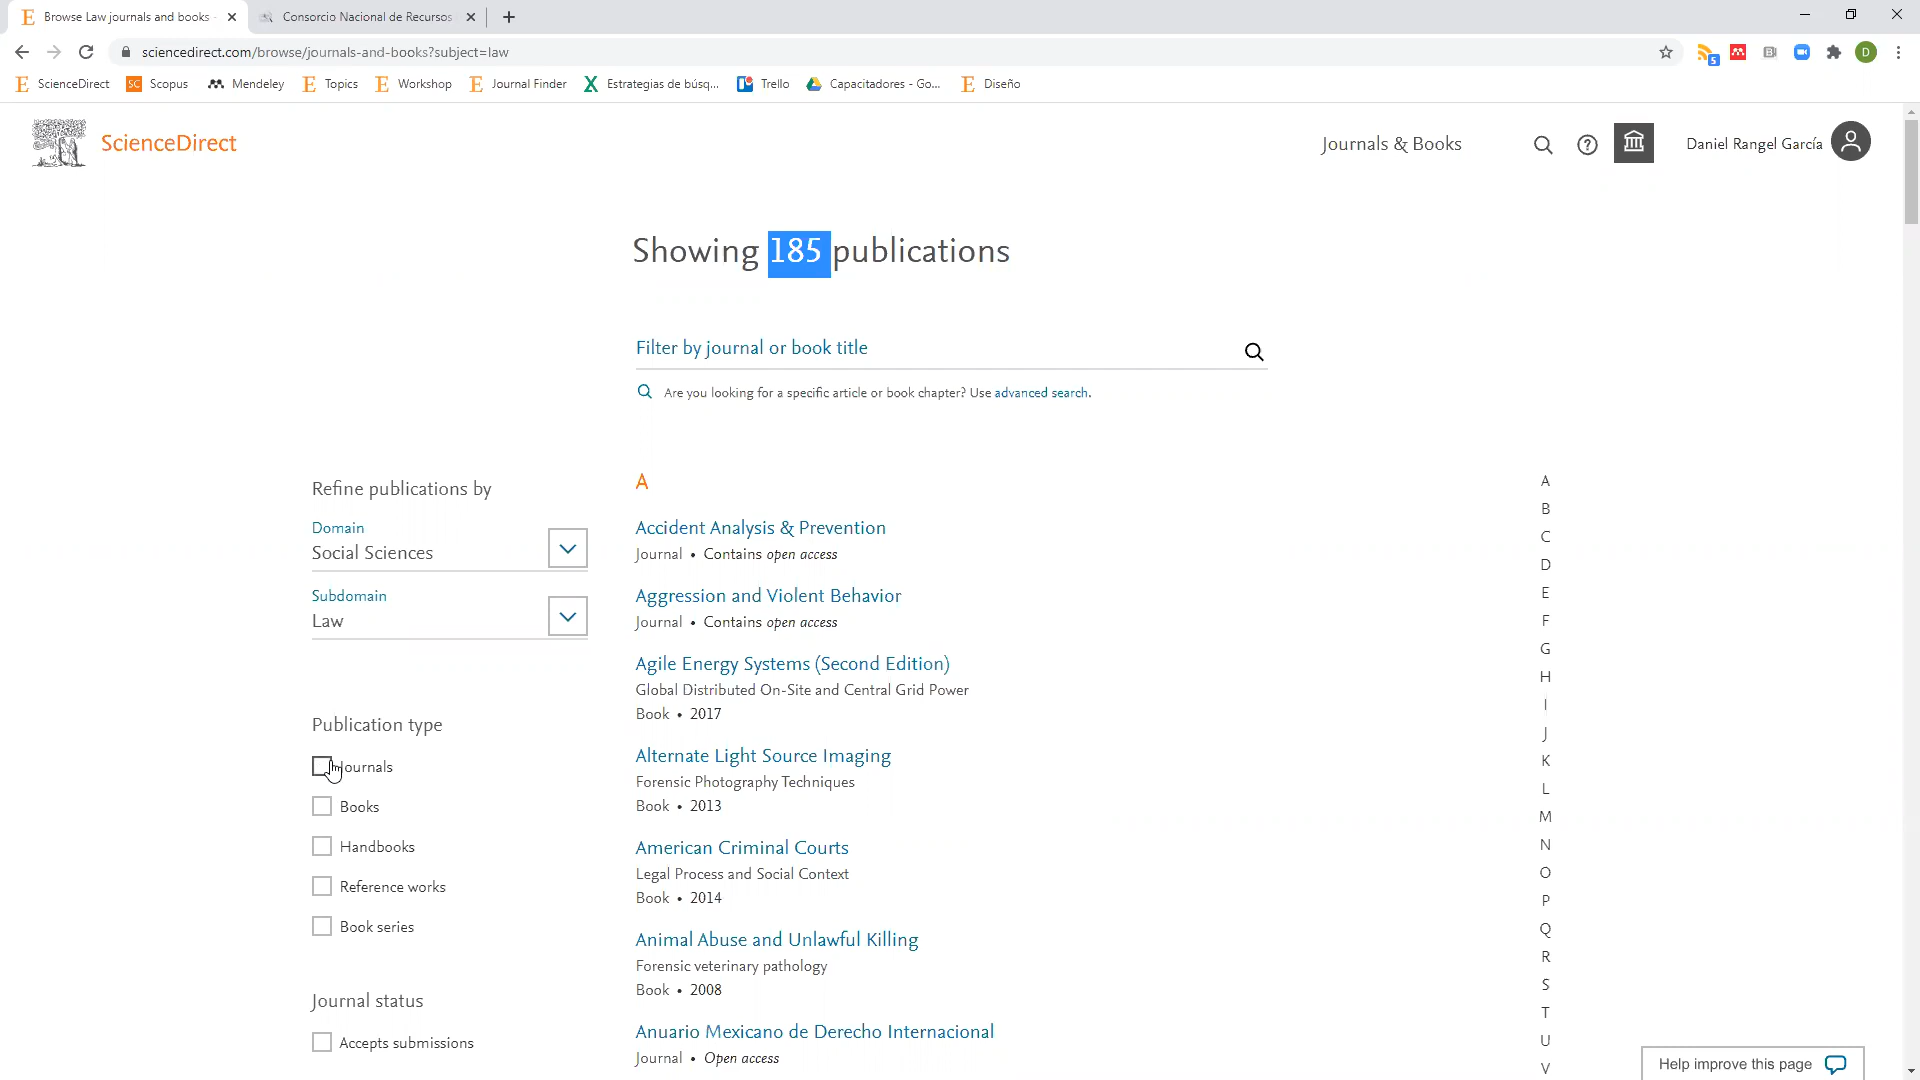 Browse Law journals and books
Consorcio Nacional de Recursos
sciencedirect.com/browse/journals-and-books?subject=law
5
D
ScienceDirect
SC Scopus
Mendeley
Topics
Workshop
Journal Finder
Estrategias de búsq...
Trello
Capacitadores - Go...
Diseño
ScienceDirect
Journals & Books
Daniel Rangel García
Showing 185 publications
Filter by journal or book title
Are you looking for a specific article or book chapter? Use advanced search.
Refine publications by
Domain
Social Sciences
Subdomain
Law
Publication type
Journals
Books
Handbooks
Reference works
Book series
Journal status
Accepts submissions
A
Accident Analysis & Prevention
Journal • Contains open access
Aggression and Violent Behavior
Journal • Contains open access
Agile Energy Systems (Second Edition)
Global Distributed On-Site and Central Grid Power
Book • 2017
Alternate Light Source Imaging
Forensic Photography Techniques
Book • 2013
American Criminal Courts
Legal Process and Social Context
Book • 2014
Animal Abuse and Unlawful Killing
Forensic veterinary pathology
Book • 2008
Anuario Mexicano de Derecho Internacional
Journal • Open access
A
B
C
D
E
F
G
H
I
J
K
L
M
N
O
P
Q
R
S
T
U
V
Help improve this page